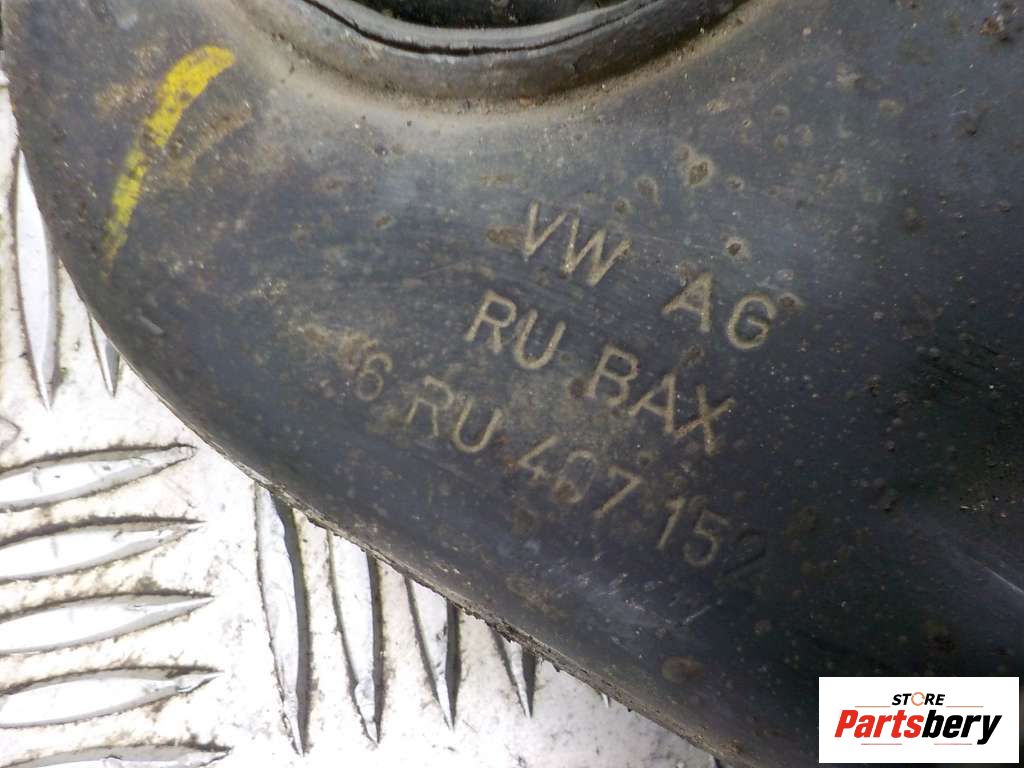 VW AG
RU BAX
6 RU 407 152
STORE
Partsbery